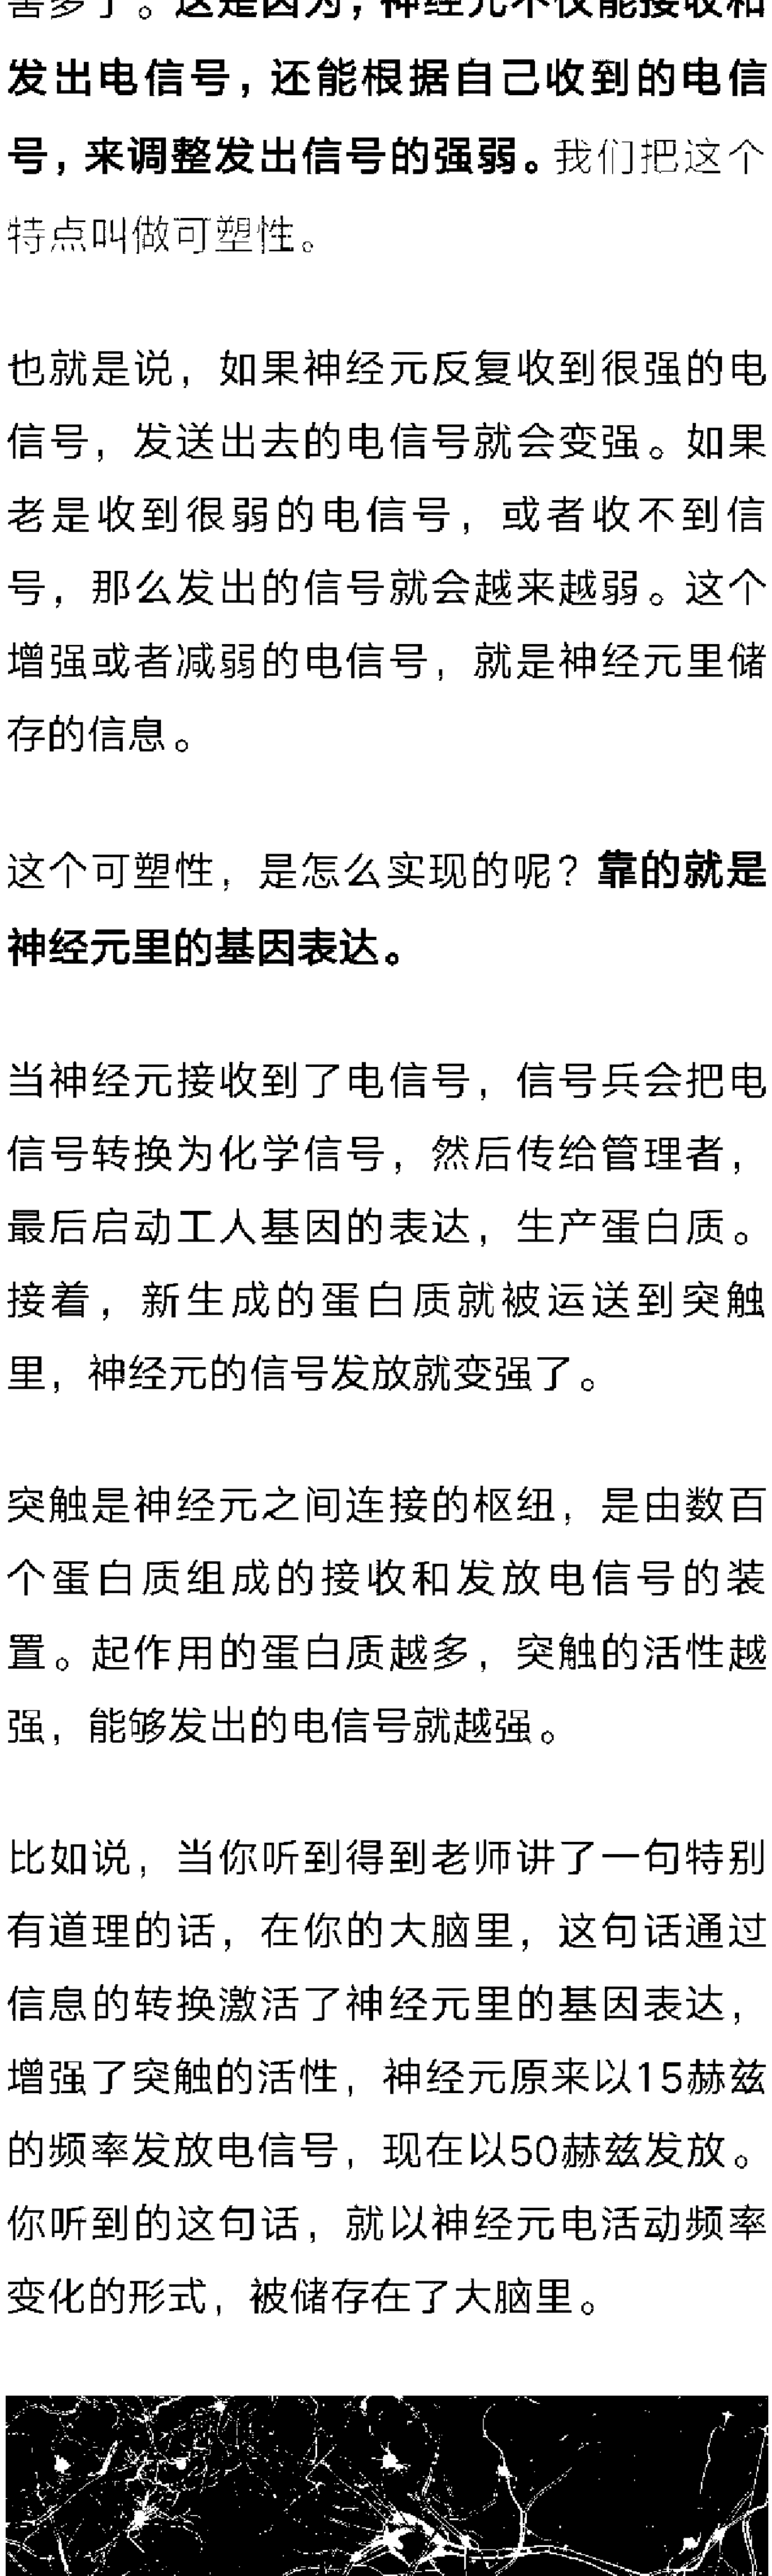 害多了。这是因为，神经元不仅能接收和
发出电信号，还能根据自己收到的电信
号，来调整发出信号的强弱。我们把这个
特点叫做可塑性。
也就是说，如果神经元反复收到很强的电
信号，发送出去的电信号就会变强。如果
老是收到很弱的电信号，或者收不到信
号，那么发出的信号就会越来越弱。这个
增强或者减弱的电信号，就是神经元里储
存的信息。
这个可塑性，是怎么实现的呢？靠的就是
神经元里的基因表达。
当神经元接收到了电信号，信号兵会把电
信号转换为化学信号，然后传给管理者，
最后启动工人基因的表达，生产蛋白质。
接着，新生成的蛋白质就被运送到突触
里，神经元的信号发放就变强了。
突触是神经元之间连接的枢纽，是由数百
个蛋白质组成的接收和发放电信号的装
置。起作用的蛋白质越多，突触的活性越
强，能够发出的电信号就越强。
比如说，当你听到得到老师讲了一句特别
有道理的话，在你的大脑里，这句话通过
信息的转换激活了神经元里的基因表达，
增强了突触的活性，神经元原来以15赫兹
的频率发放电信号，现在以50赫兹发放。
你听到的这句话，就以神经元电活动频率
变化的形式，被储存在了大脑里。